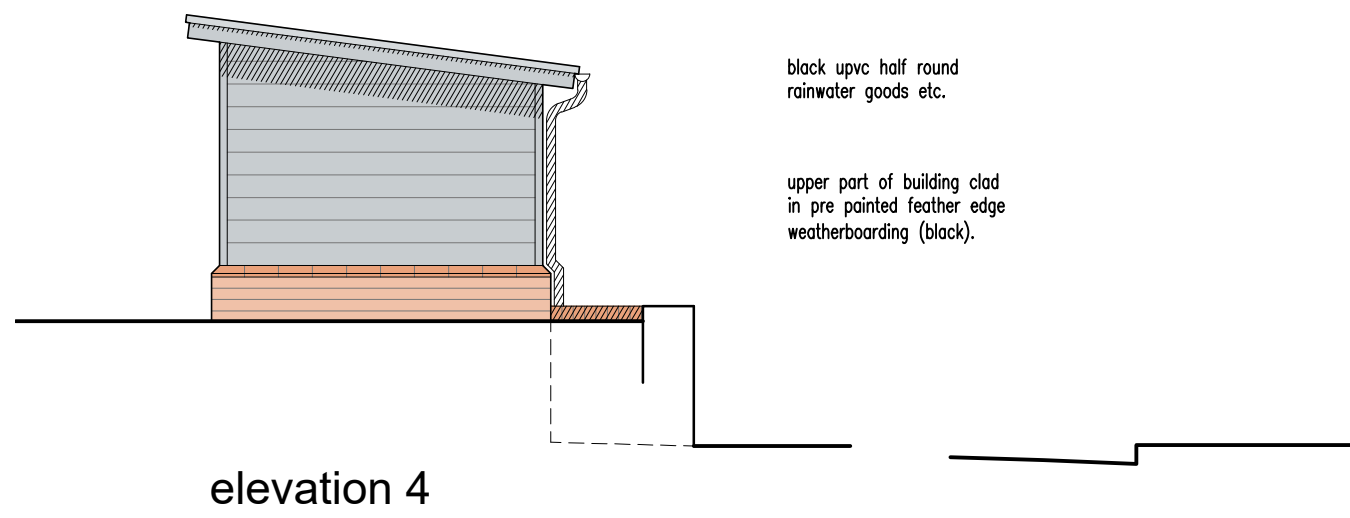 black upvc half round
rainwater goods etc.
upper part of building clad
in pre painted feather edge
weatherboarding (black).
elevation 4